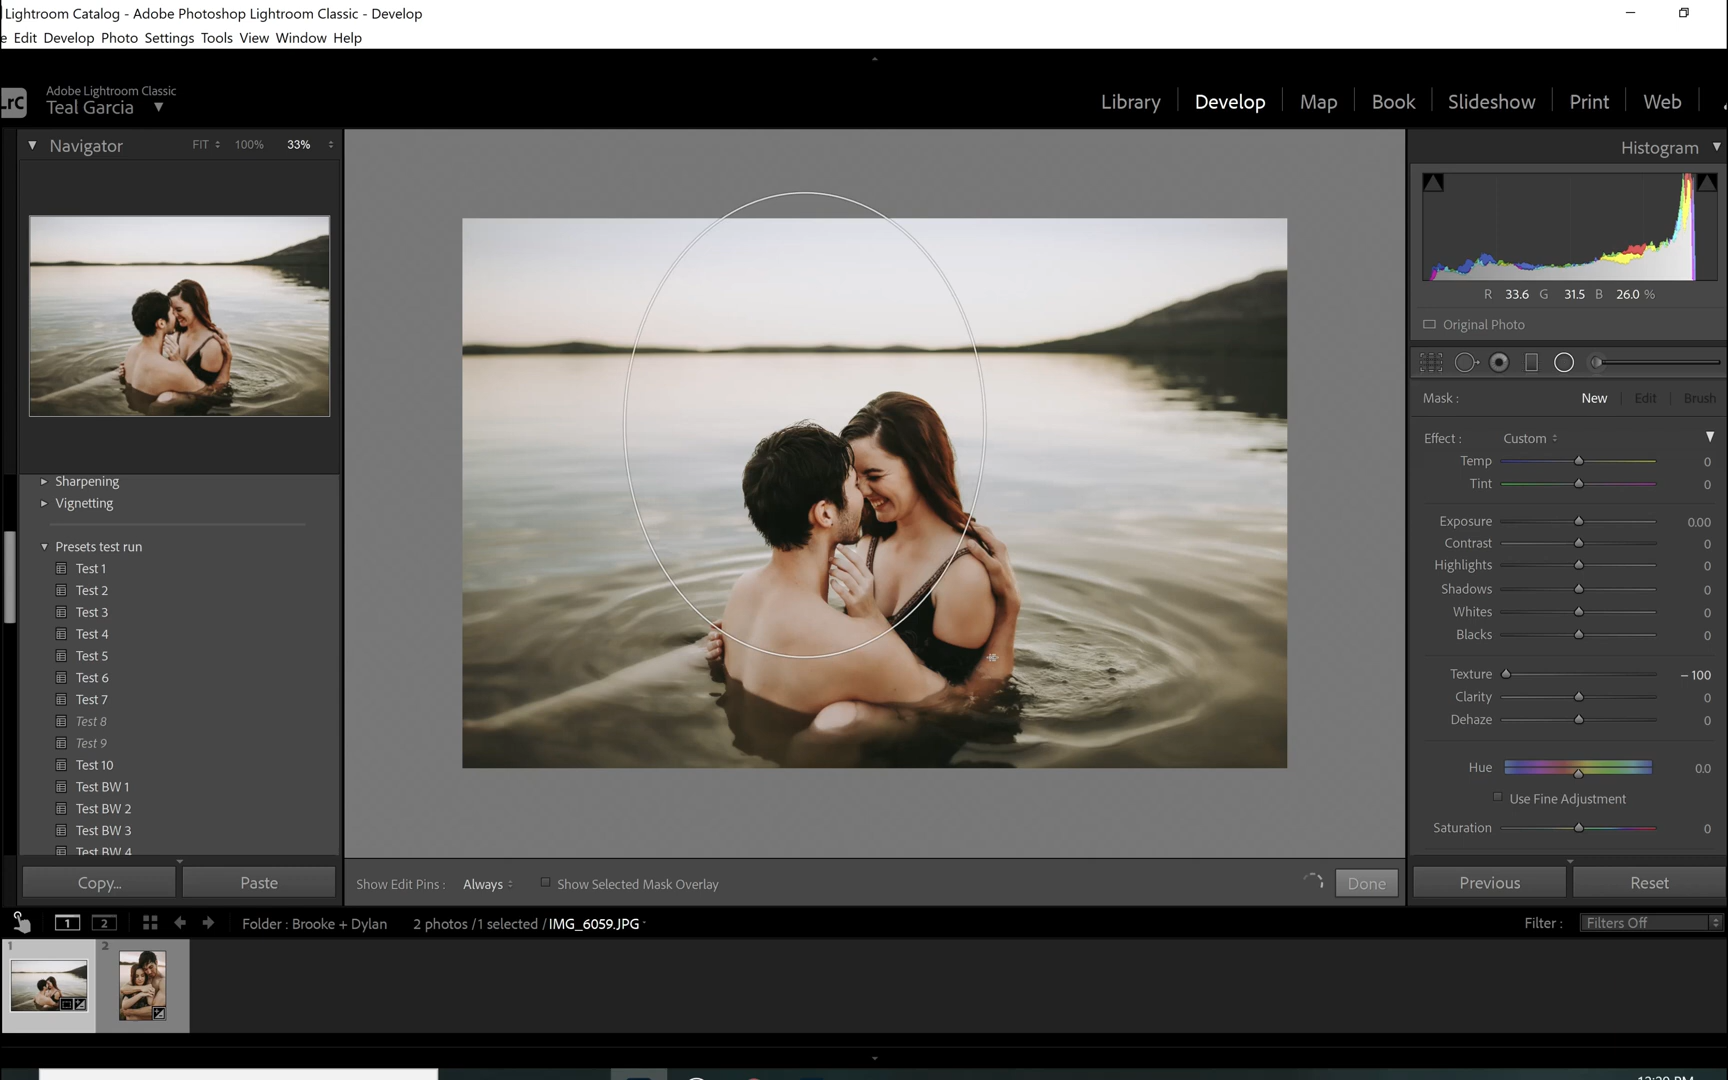 Lightroom Catalog - Adobe Photoshop Lightroom Classic - Develop
e Edit Develop Photo Settings Tools View Window Help
LrC
Adobe Lightroom Classic
Teal Garcia
Library Develop Map Book Slideshow Print Web
Navigator FIT 100% 33%
Histogram
R 33.6 G 31.5 B 26.0 %
Original Photo
Mask : New Edit Brush
Effect : Custom
Temp 0
Tint 0
Exposure 0.00
Contrast 0
Highlights 0
Shadows 0
Whites 0
Blacks 0
Texture – 100
Clarity 0
Dehaze 0
Hue 0.0
Use Fine Adjustment
Saturation 0
Sharpening
Vignetting
Presets test run
Test 1
Test 2
Test 3
Test 4
Test 5
Test 6
Test 7
Test 8
Test 9
Test 10
Test BW 1
Test BW 2
Test BW 3
Test BW 4
Copy... Paste
Show Edit Pins : Always Show Selected Mask Overlay Done
Previous Reset
1 2 Folder : Brooke + Dylan 2 photos /1 selected /IMG_6059.JPG
Filter : Filters Off
1 2